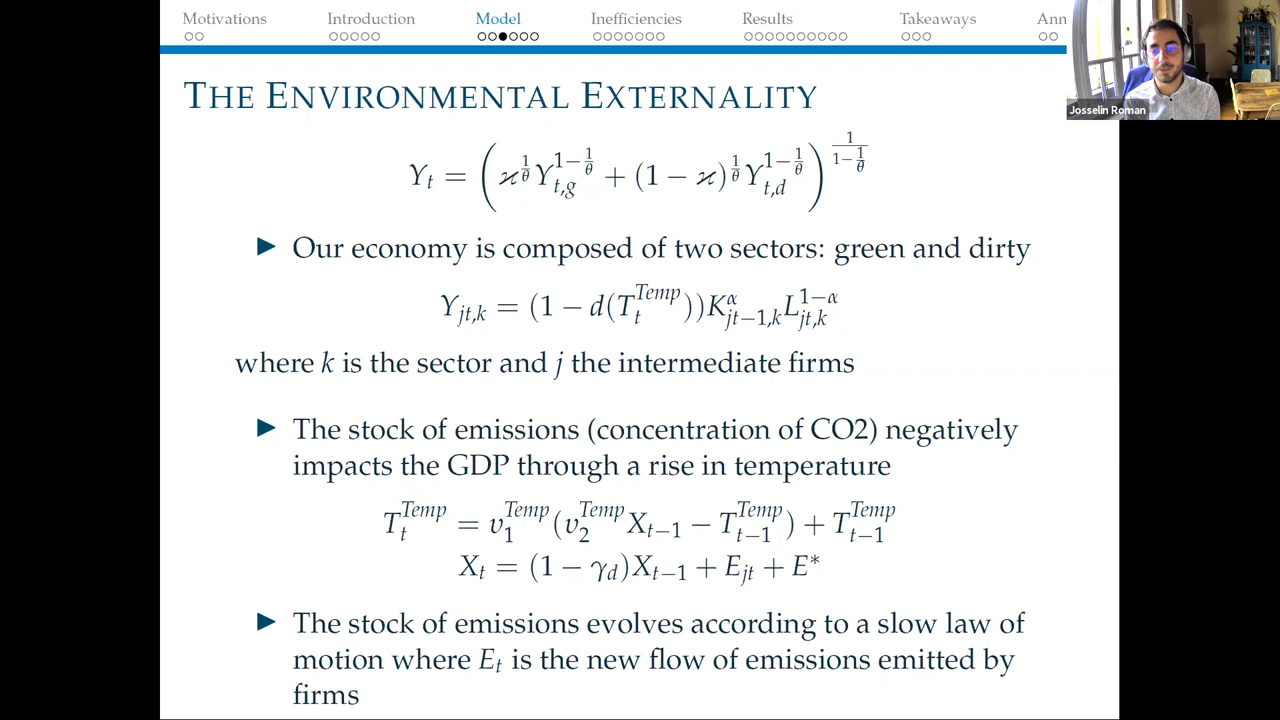 Motivations Introduction Model Inefficiencies Results Takeaways Ann
Josselin Roman
THE ENVIRONMENTAL EXTERNALITY
Y_t = (ϰ^{1/θ} Y_{t,g}^{1−1/θ} + (1 − ϰ)^{1/θ} Y_{t,d}^{1−1/θ})^{1/(1−1/θ)}
► Our economy is composed of two sectors: green and dirty
Y_{jt,k} = (1 − d(T_t^{Temp}))K_{jt−1,k}^α L_{jt,k}^{1−α}
where k is the sector and j the intermediate firms
► The stock of emissions (concentration of CO2) negatively
impacts the GDP through a rise in temperature
T_t^{Temp} = υ_1^{Temp}(υ_2^{Temp} X_{t−1} − T_{t−1}^{Temp}) + T_{t−1}^{Temp}
X_t = (1 − γ_d)X_{t−1} + E_{jt} + E^*
► The stock of emissions evolves according to a slow law of
motion where E_t is the new flow of emissions emitted by
firms